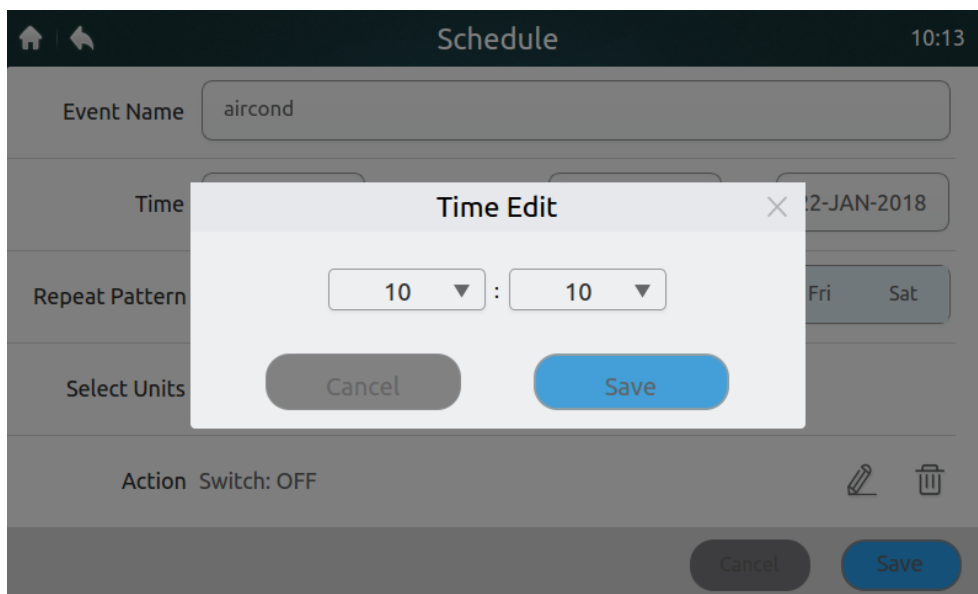 Schedule 10:13
Event Name aircond
Time 22-JAN-2018
Time Edit
Repeat Pattern Fri Sat
10 : 10
Select Units
Cancel Save
Action Switch: OFF
Cancel Save